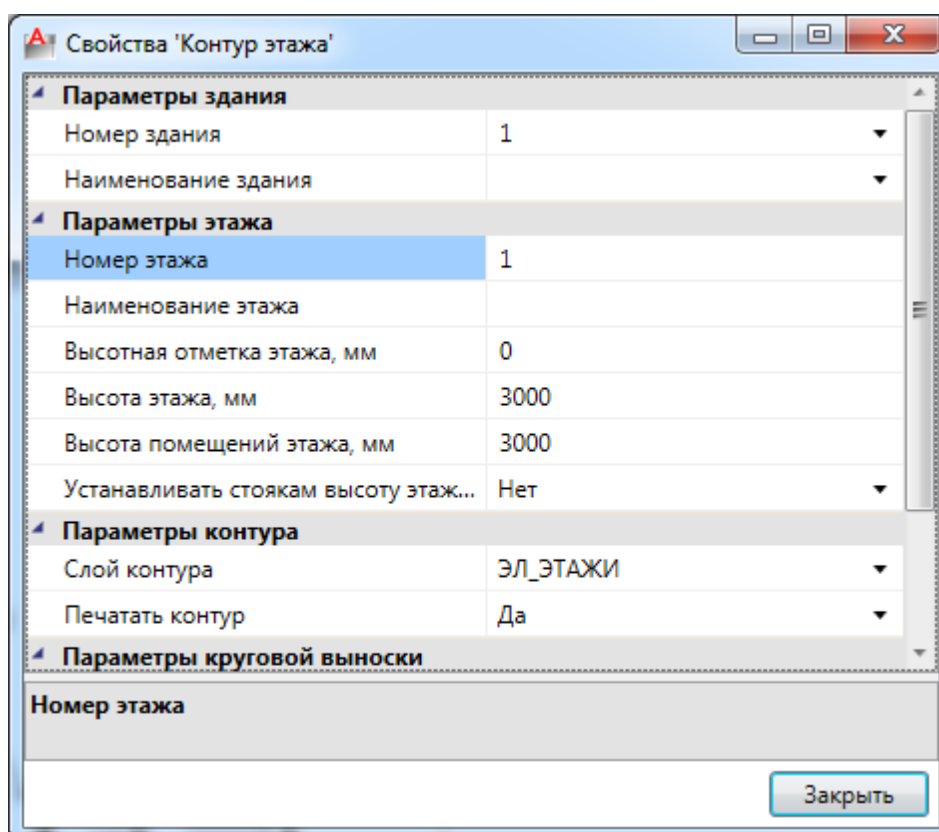 Свойства 'Контур этажа'
Параметры здания
Номер здания 1
Наименование здания
Параметры этажа
Номер этажа 1
Наименование этажа
Высотная отметка этажа, мм 0
Высота этажа, мм 3000
Высота помещений этажа, мм 3000
Устанавливать стоякам высоту этаж... Нет
Параметры контура
Слой контура ЭЛ_ЭТАЖИ
Печатать контур Да
Параметры круговой выноски
Номер этажа
Закрыть